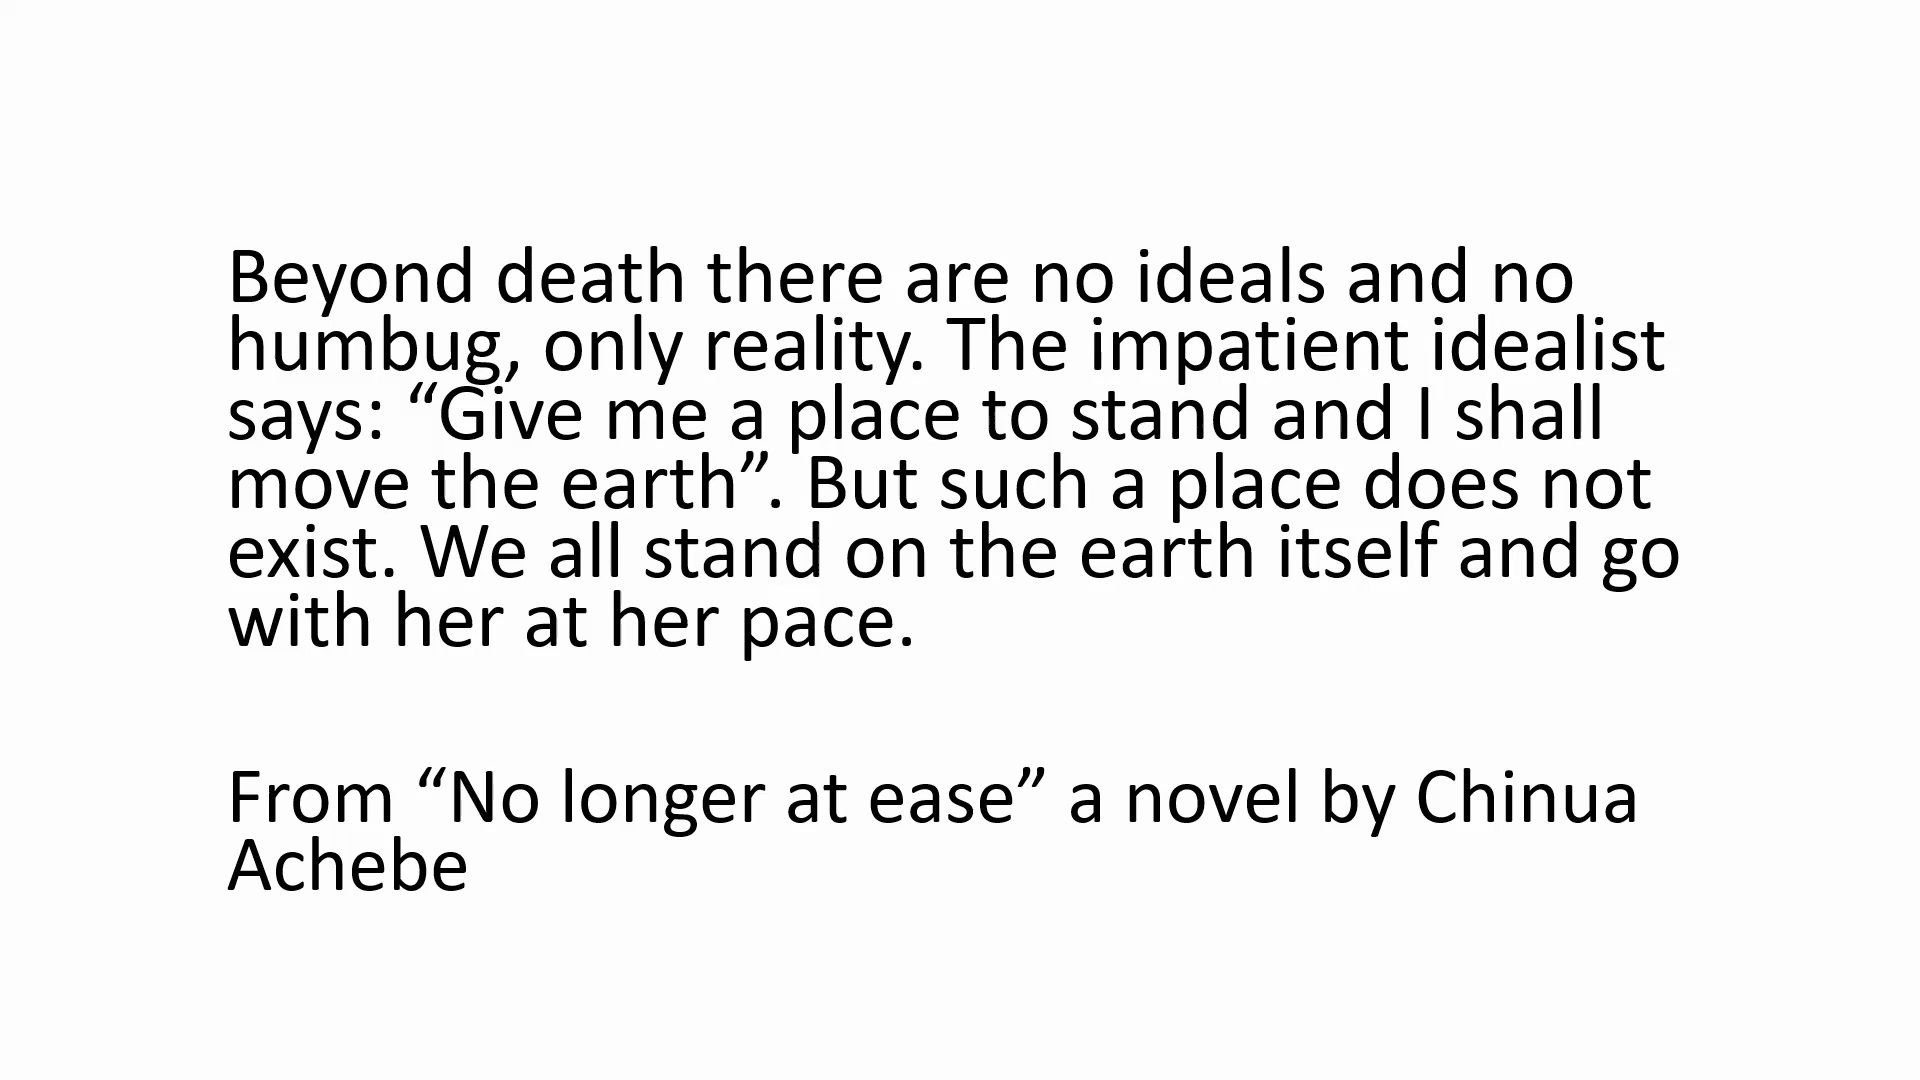 Beyond death there are no ideals and no
humbug, only reality. The impatient idealist
says: “Give me a place to stand and I shall
move the earth”. But such a place does not
exist. We all stand on the earth itself and go
with her at her pace.
From “No longer at ease” a novel by Chinua
Achebe